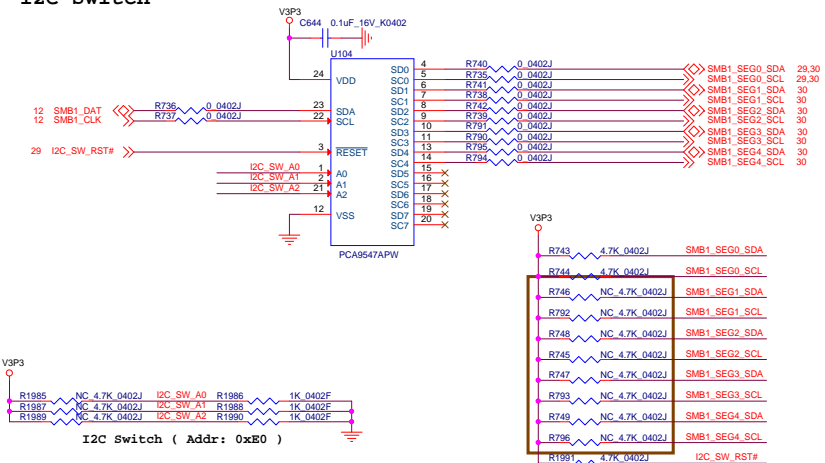 I2C Switch
V3P3
C644 0.1uF_16V_K0402
U104
24 VDD
SD0 4 R740 0_0402J SMB1_SEG0_SDA 29,30
SC0 5 R735 0_0402J SMB1_SEG0_SCL 29,30
SD1 6 R741 0_0402J SMB1_SEG1_SDA 30
SC1 7 R738 0_0402J SMB1_SEG1_SCL 30
12 SMB1_DAT R736 0_0402J 23 SDA SD2 8 R742 0_0402J SMB1_SEG2_SDA 30
12 SMB1_CLK R737 0_0402J 22 SCL SC2 9 R739 0_0402J SMB1_SEG2_SCL 30
SD3 10 R791 0_0402J SMB1_SEG3_SDA 30
SC3 11 R790 0_0402J SMB1_SEG3_SCL 30
29 I2C_SW_RST# 3 RESET SD4 13 R795 0_0402J SMB1_SEG4_SDA 30
SC4 14 R794 0_0402J SMB1_SEG4_SCL 30
I2C_SW_A0 1 A0 SD5 15
I2C_SW_A1 2 A1 SC5 16
I2C_SW_A2 21 A2 SD6 17
SC6 18
12 VSS SD7 19
SC7 20
PCA9547APW
V3P3
R743 4.7K_0402J SMB1_SEG0_SDA
R744 4.7K_0402J SMB1_SEG0_SCL
R746 NC_4.7K_0402J SMB1_SEG1_SDA
R792 NC_4.7K_0402J SMB1_SEG1_SCL
R748 NC_4.7K_0402J SMB1_SEG2_SDA
R745 NC_4.7K_0402J SMB1_SEG2_SCL
R747 NC_4.7K_0402J SMB1_SEG3_SDA
R793 NC_4.7K_0402J SMB1_SEG3_SCL
R749 NC_4.7K_0402J SMB1_SEG4_SDA
R796 NC_4.7K_0402J SMB1_SEG4_SCL
R1991 4.7K_0402J I2C_SW_RST#
V3P3
R1985 NC_4.7K_0402J I2C_SW_A0 R1986 1K_0402F
R1987 NC_4.7K_0402J I2C_SW_A1 R1988 1K_0402F
R1989 NC_4.7K_0402J I2C_SW_A2 R1990 1K_0402F
I2C Switch ( Addr: 0xE0 )